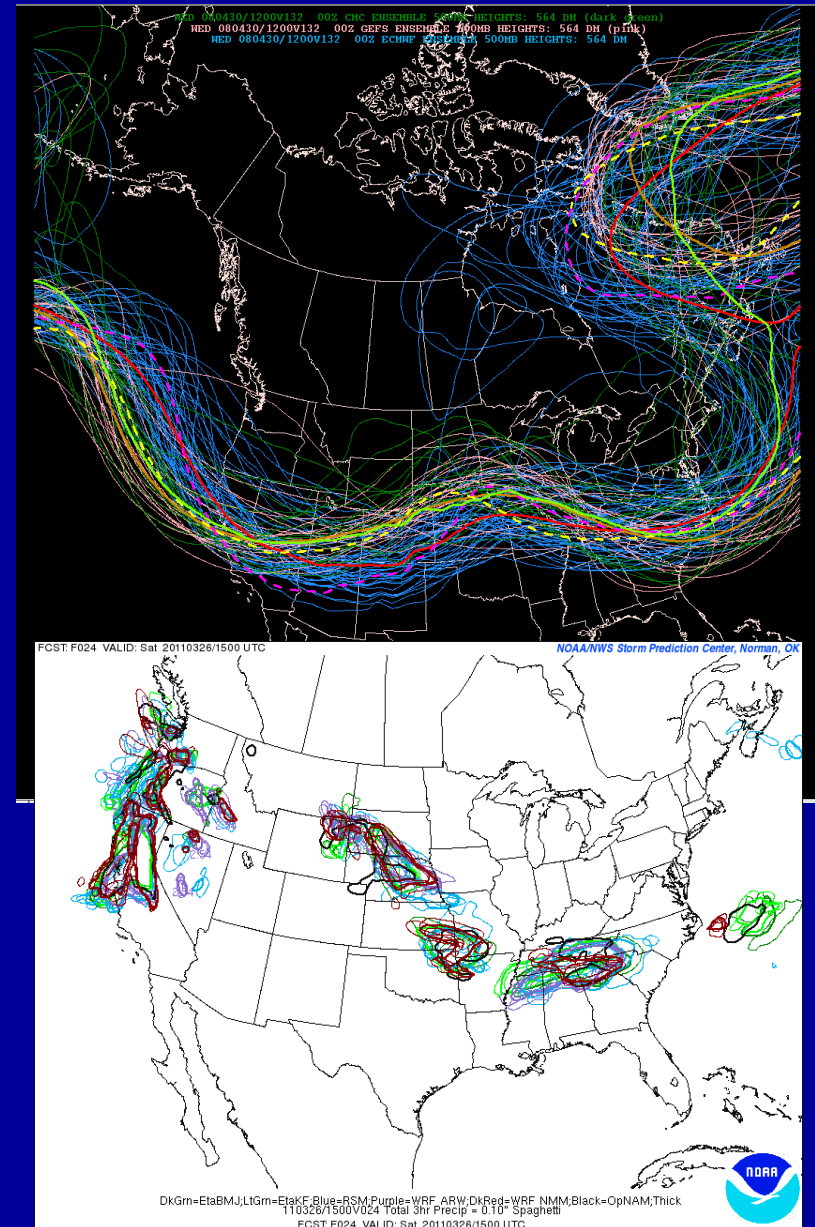 WED 080430/1200V132 00Z CMC ENSEMBLE 500MB HEIGHTS: 564 DM (dark green)
WED 080430/1200V132 00Z GEFS ENSEMBLE 500MB HEIGHTS: 564 DM (pink)
WED 080430/1200V132 00Z ECMWF ENSEMBLE 500MB HEIGHTS: 564 DM
FCST: F024 VALID: Sat 20110326/1500 UTC NOAA/NWS Storm Prediction Center, Norman, OK
NOAA
DkGrn=EtaBMJ;LtGrn=EtaKF;Blue=RSM;Purple=WRF ARW;DkRed=WRF NMM;Black=OpNAM;Thick
110326/1500V024 Total 3hr Precip = 0.10" Spaghetti
FCST F024 VALID: Sat 20110326/1500 UTC